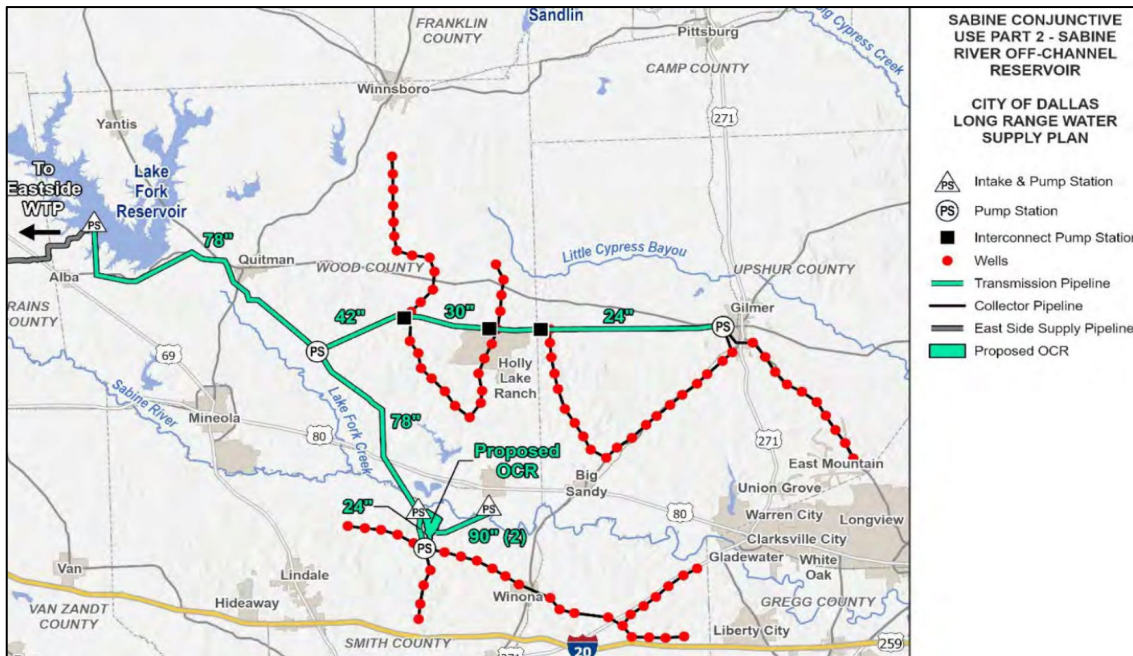 FRANKLIN
COUNTY
Sandlin
Pittsburg
Big Cypress Creek
CAMP COUNTY
Winnsboro
271
Yantis
To
Eastside
WTP
Lake
Fork
Reservoir
PS
78"
Quitman
WOOD COUNTY
Little Cypress Bayou
UPSHUR COUNTY
Alba
RAINS
COUNTY
42"
30"
24"
Gilmer
PS
PS
69
Holly
Lake
Ranch
Sabine River
Mineola
Lake Fork Creek
78"
80
Proposed
OCR
271
East Mountain
Big
Sandy
Union Grove
PS
PS
24"
80
Warren City
Longview
90" (2)
Clarksville City
PS
Gladewater
White
Oak
Van
Lindale
Winona
Hideaway
GREGG COUNTY
VAN ZANDT
COUNTY
SMITH COUNTY
Liberty City
20
271
259
SABINE CONJUNCTIVE
USE PART 2 - SABINE
RIVER OFF-CHANNEL
RESERVOIR
CITY OF DALLAS
LONG RANGE WATER
SUPPLY PLAN
PS Intake & Pump Station
PS Pump Station
Interconnect Pump Station
Wells
Transmission Pipeline
Collector Pipeline
East Side Supply Pipeline
Proposed OCR